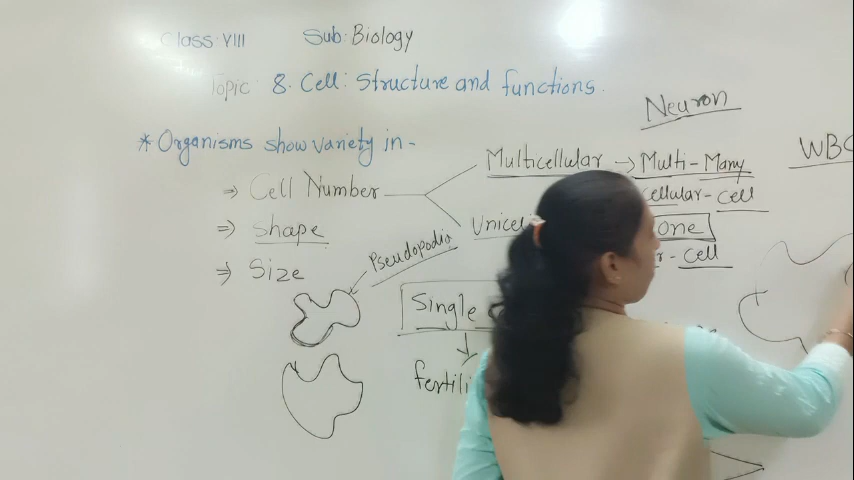 Class: VIII Sub: Biology
Topic 8. Cell: Structure and functions.
* Organisms show variety in -
⇒ Cell Number
⇒ Shape
⇒ Size
Pseudopodia
Multicellular → Multi - Many
cellular - cell
one
- cell
Single
Neuron